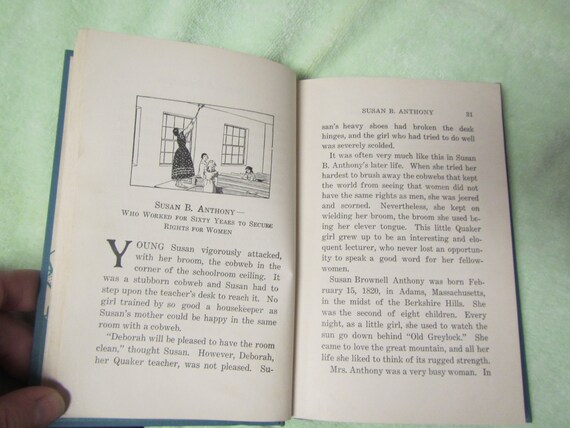 SUSAN B. ANTHONY—
WHO WORKED FOR SIXTY YEARS TO SECURE
RIGHTS FOR WOMEN
YOUNG Susan vigorously attacked,
with her broom, the cobweb in the
corner of the schoolroom ceiling. It
was a stubborn cobweb and Susan had to
step upon the teacher's desk to reach it. No
girl trained by so good a housekeeper as
Susan's mother could be happy in the same
room with a cobweb.
"Deborah will be pleased to have the room
clean," thought Susan. However, Deborah,
her Quaker teacher, was not pleased. Su-
SUSAN B. ANTHONY 21
san's heavy shoes had broken the desk
hinges, and the girl who had tried to do well
was severely scolded.
It was often very much like this in Susan
B. Anthony's later life. When she tried her
hardest to brush away the cobwebs that kept
the world from seeing that women did not
have the same rights as men, she was jeered
and scorned. Nevertheless, she kept on
wielding her broom, the broom she used be-
ing her clever tongue. This little Quaker
girl grew up to be an interesting and elo-
quent lecturer, who never lost an opportun-
ity to speak a good word for her fellow-
women.
Susan Brownell Anthony was born Feb-
ruary 15, 1820, in Adams, Massachusetts,
in the midst of the Berkshire Hills. She
was the second of eight children. Every
night, as a little girl, she used to watch the
sun go down behind "Old Greylock." She
came to love the great mountain, and all her
life she liked to think of its rugged strength.
Mrs. Anthony was a very busy woman. In